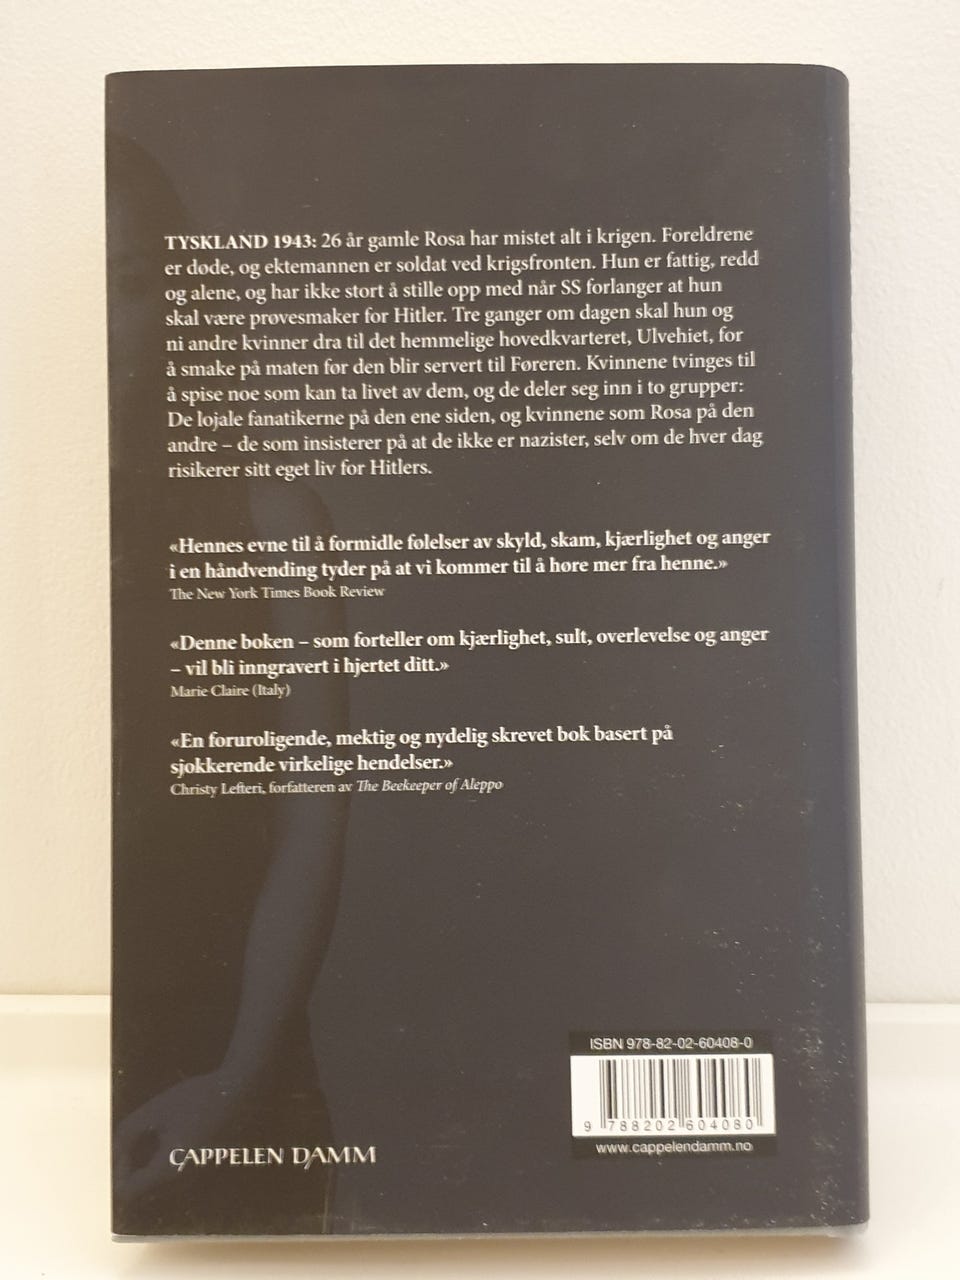 TYSKLAND 1943: 26 år gamle Rosa har mistet alt i krigen. Foreldrene
er døde, og ektemannen er soldat ved krigsfronten. Hun er fattig, redd
og alene, og har ikke stort å stille opp med når SS forlanger at hun
skal være prøvesmaker for Hitler. Tre ganger om dagen skal hun og
ni andre kvinner dra til det hemmelige hovedkvarteret, Ulvehiet, for
å smake på maten før den blir servert til Føreren. Kvinnene tvinges til
å spise noe som kan ta livet av dem, og de deler seg inn i to grupper:
De lojale fanatikerne på den ene siden, og kvinnene som Rosa på den
andre – de som insisterer på at de ikke er nazister, selv om de hver dag
risikerer sitt eget liv for Hitlers.
«Hennes evne til å formidle følelser av skyld, skam, kjærlighet og anger
i en håndvending tyder på at vi kommer til å høre mer fra henne.»
The New York Times Book Review
«Denne boken – som forteller om kjærlighet, sult, overlevelse og anger
– vil bli inngravert i hjertet ditt.»
Marie Claire (Italy)
«En foruroligende, mektig og nydelig skrevet bok basert på
sjokkerende virkelige hendelser.»
Christy Lefteri, forfatteren av The Beekeeper of Aleppo
ISBN 978-82-02-60408-0
9 788202 604080
www.cappelendamm.no
CAPPELEN DAMM